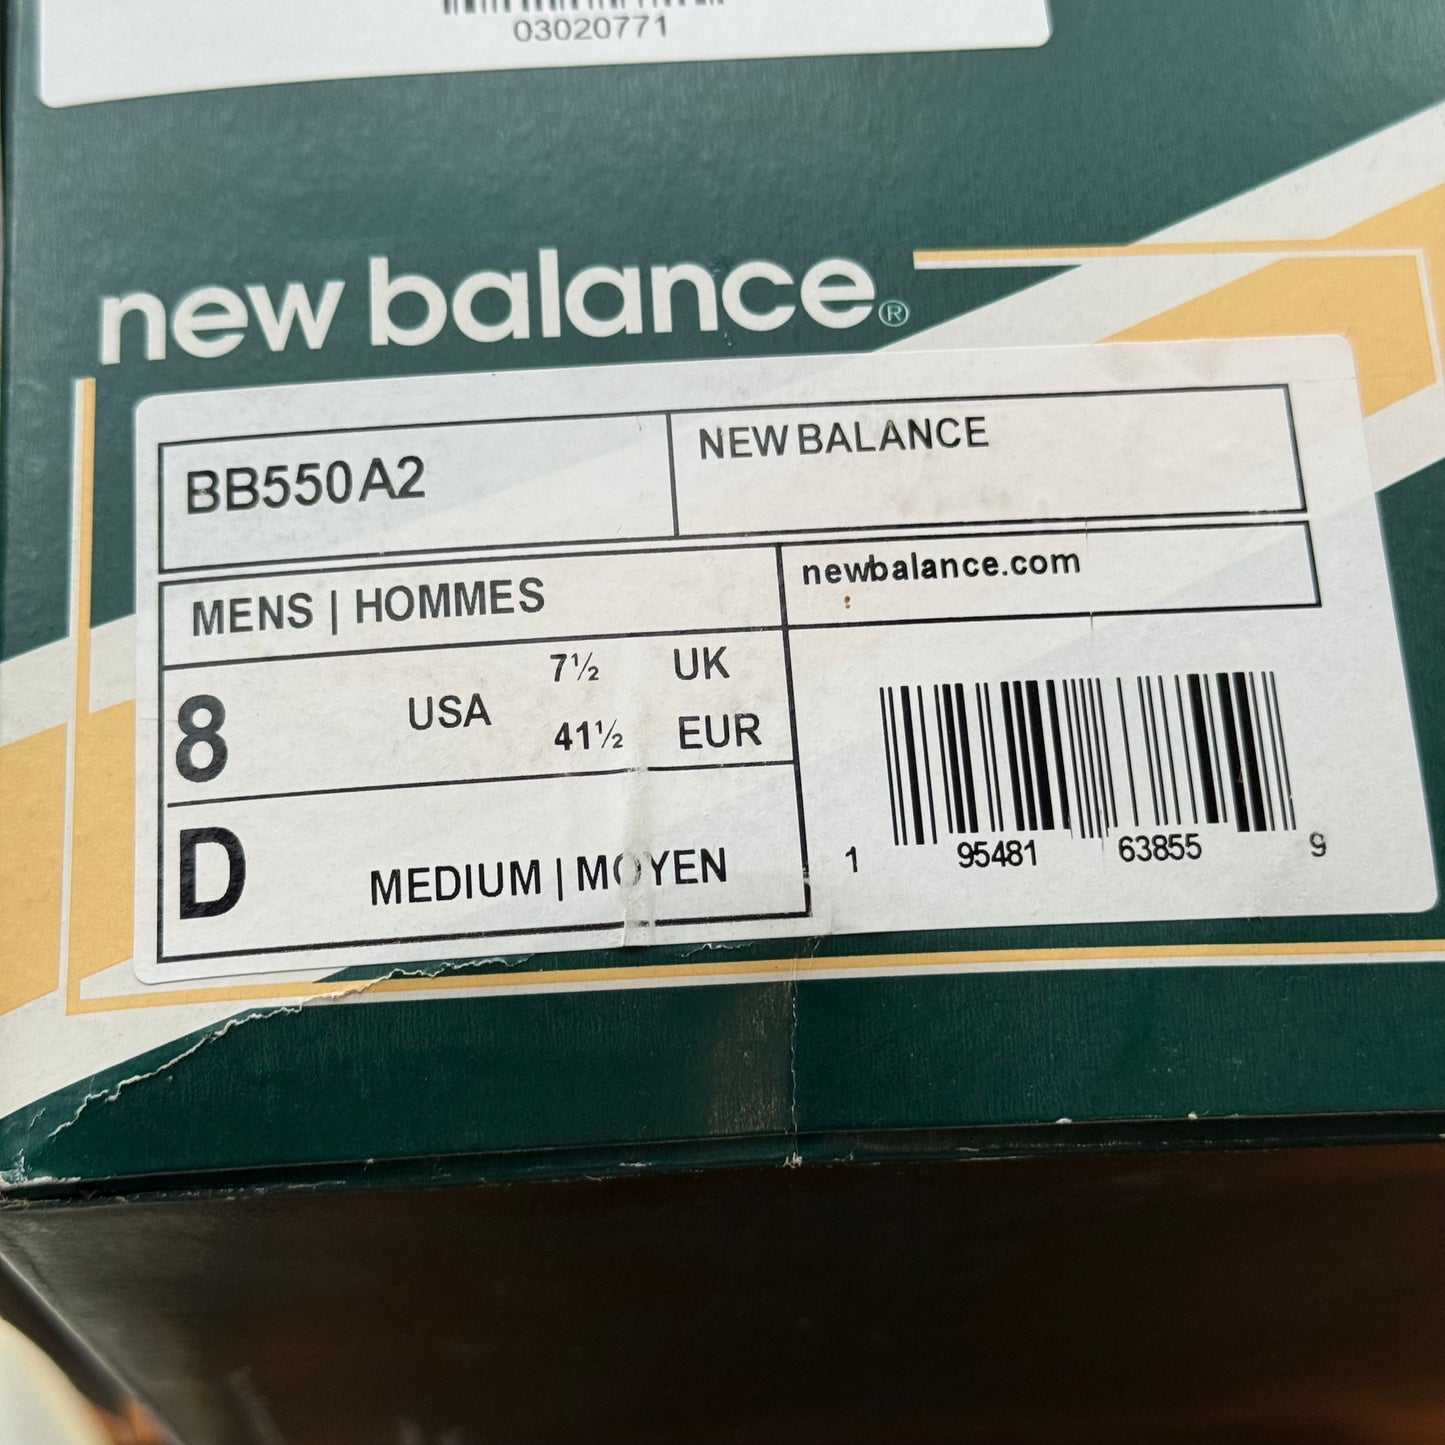 03020771
new balance®
BB550A2
NEW BALANCE
MENS | HOMMES
newbalance.com
8 USA 7½ UK
41½ EUR
D MEDIUM | MOYEN
1 95481 63855 9